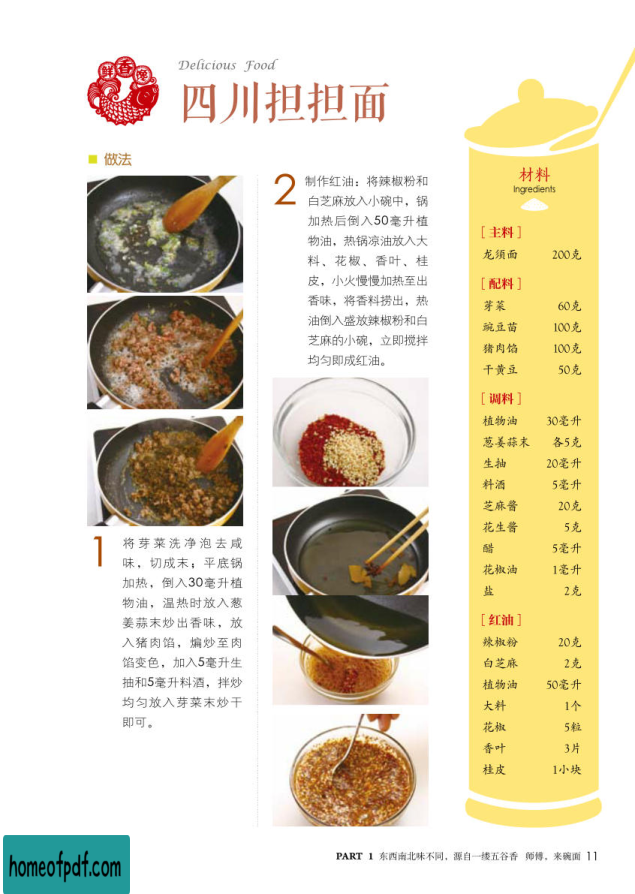 鲜香馋
Delicious Food
四川担担面
做法
1
将芽菜洗净泡去咸
味，切成末；平底锅
加热，倒入30毫升植
物油，温热时放入葱
姜蒜末炒出香味，放
入猪肉馅，煸炒至肉
馅变色，加入5毫升生
抽和5毫升料酒，拌炒
均匀放入芽菜末炒干
即可。
2
制作红油：将辣椒粉和
白芝麻放入小碗中，锅
加热后倒入50毫升植
物油，热锅凉油放入大
料、花椒、香叶、桂
皮，小火慢慢加热至出
香味，将香料捞出，热
油倒入盛放辣椒粉和白
芝麻的小碗，立即搅拌
均匀即成红油。
材料
Ingredients
[主料]
龙须面 200克
[配料]
芽菜 60克
豌豆苗 100克
猪肉馅 100克
干黄豆 50克
[调料]
植物油 30毫升
葱姜蒜末 各5克
生抽 20毫升
料酒 5毫升
芝麻酱 20克
花生酱 5克
醋 5毫升
花椒油 1毫升
盐 2克
[红油]
辣椒粉 20克
白芝麻 2克
植物油 50毫升
大料 1个
花椒 5粒
香叶 3片
桂皮 1小块
PART 1 东西南北味不同，源自一缕五谷香 师傅，来碗面 11
homeofpdf.com